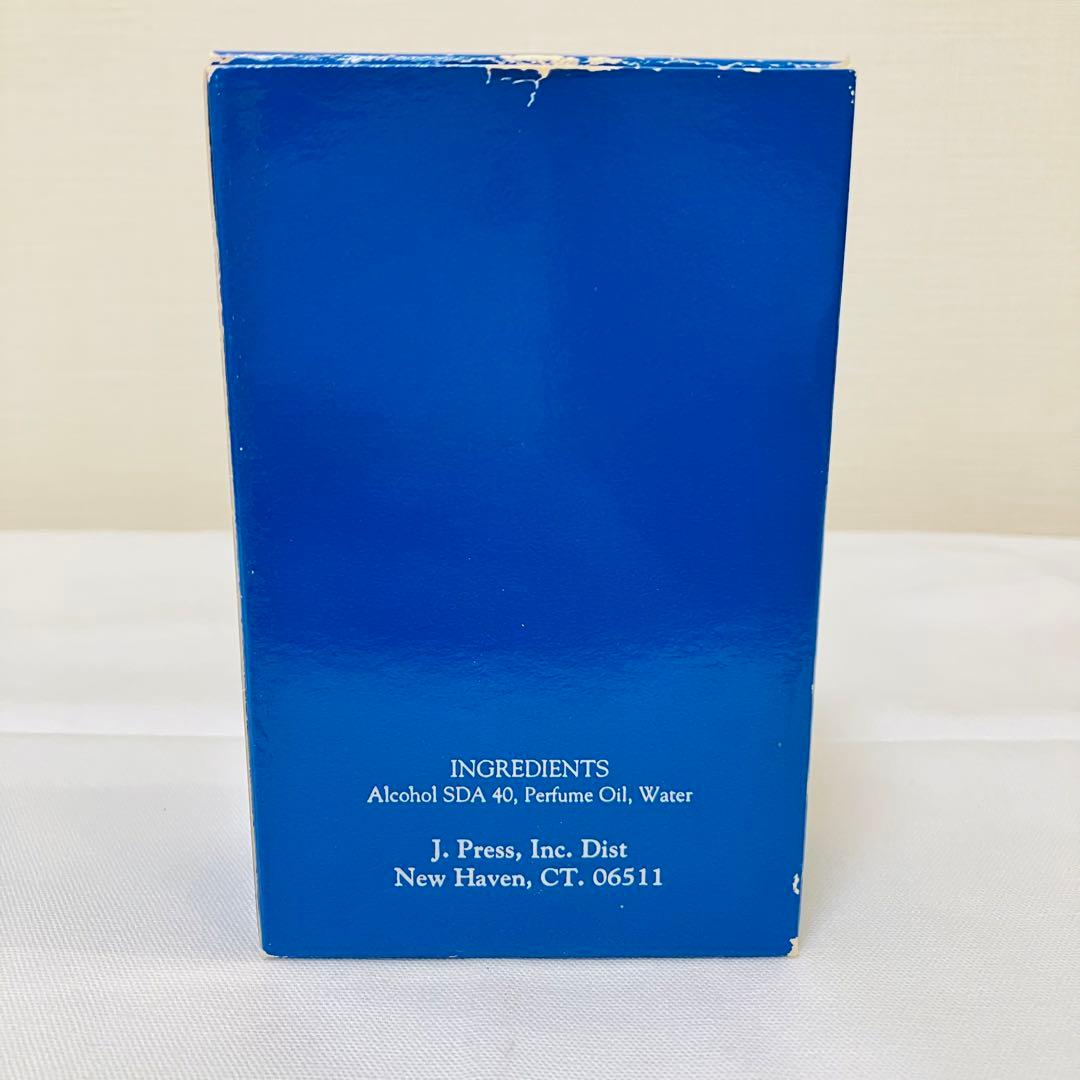 INGREDIENTS
Alcohol SDA 40, Perfume Oil, Water
J. Press, Inc. Dist
New Haven, CT. 06511